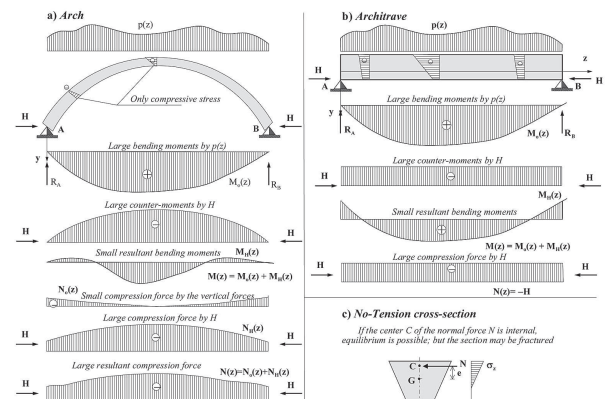 a) Arch
p(z)
Only compressive stress
H
A
B
H
Large bending moments by p(z)
y
R_A
M_o(z)
R_B
Large counter-moments by H
H
H
Small resultant bending moments
M_H(z)
M(z) = M_o(z) + M_H(z)
N_o(z)
Small compression force by the vertical forces
Large compression force by H
N_H(z)
H
H
Large resultant compression force
N(z)=N_o(z)+N_H(z)
H
H
b) Architrave
p(z)
z
H
H
A
B
Large bending moments by p(z)
y
R_A
M_o(z)
R_B
Large counter-moments by H
H
H
M_H(z)
Small resultant bending moments
M(z) = M_o(z) + M_H(z)
Large compression force by H
H
H
N(z)= –H
c) No-Tension cross-section
If the center C of the normal force N is internal,
equilibrium is possible; but the section may be fractured
C
N
σ_z
e
G